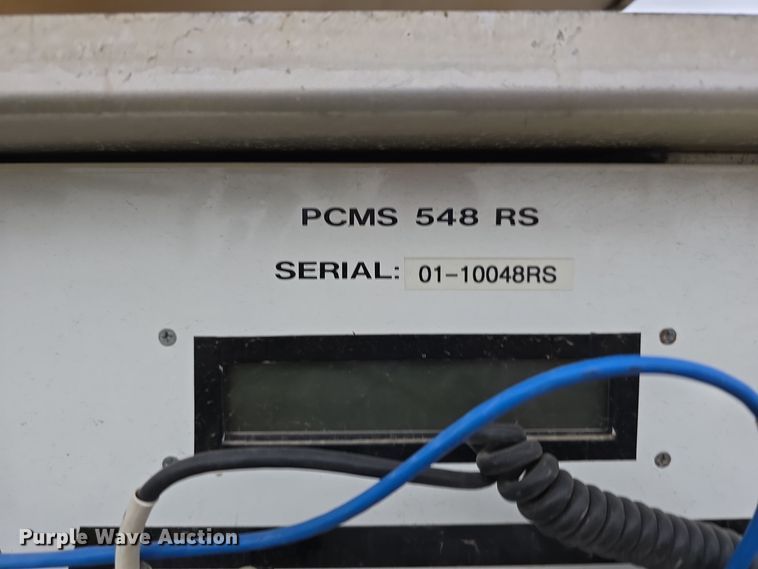 PCMS 548 RS
SERIAL: 01-10048RS
Purple Wave Auction